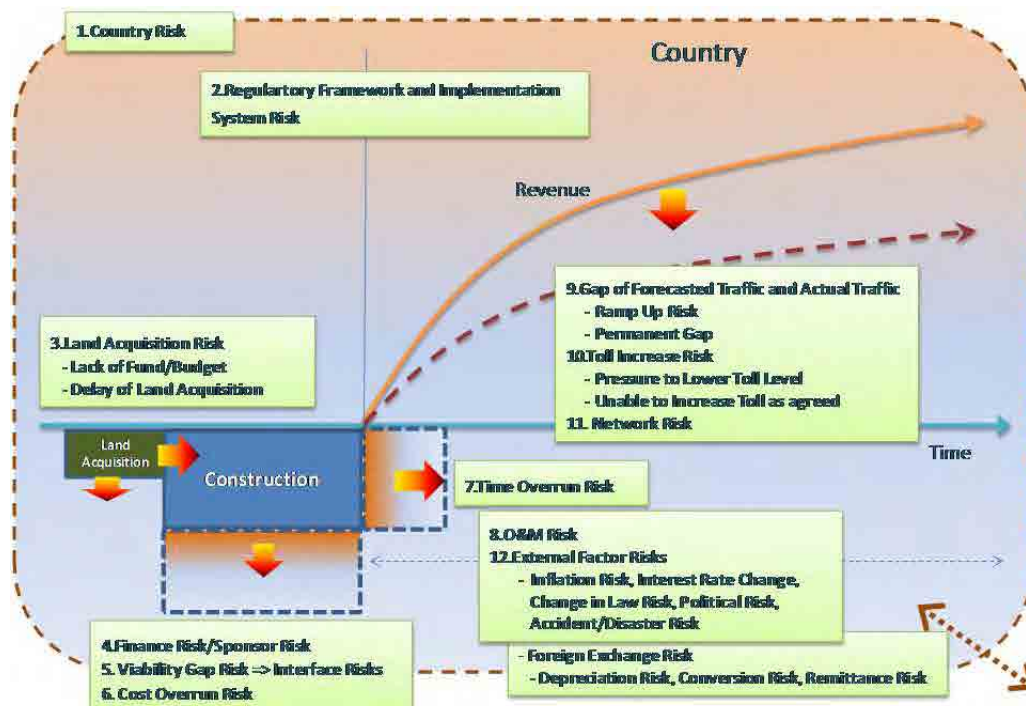 1.Country Risk
Country
2.Regulartory Framework and Implementation
System Risk
Revenue
9.Gap of Forecasted Traffic and Actual Traffic
- Ramp Up Risk
- Permanent Gap
10.Toll Increase Risk
- Pressure to Lower Toll Level
- Unable to Increase Toll as agreed
11. Network Risk
3.Land Acquisition Risk
- Lack of Fund/Budget
- Delay of Land Acquisition
Time
Land
Acquisition
Construction
7.Time Overrun Risk
8.O&M Risk
12.External Factor Risks
- Inflation Risk, Interest Rate Change,
Change in Law Risk, Political Risk,
Accident/Disaster Risk
- Foreign Exchange Risk
- Depreciation Risk, Conversion Risk, Remittance Risk
4.Finance Risk/Sponsor Risk
5. Viability Gap Risk => Interface Risks
6. Cost Overrun Risk